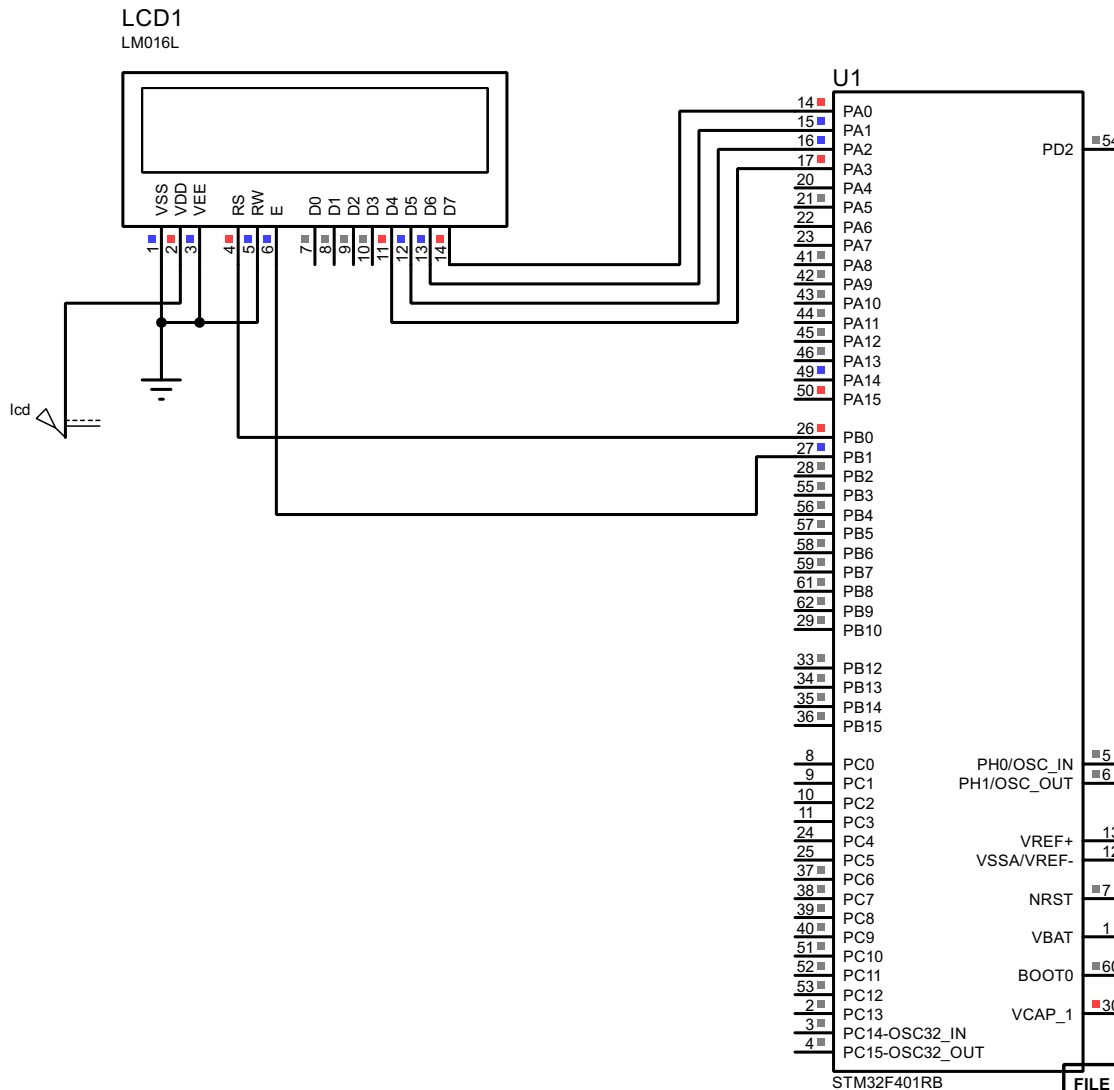 LCD1
LM016L
VSS
VDD
VEE
RS
RW
E
D0
D1
D2
D3
D4
D5
D6
D7
1
2
3
4
5
6
7
8
9
10
11
12
13
14
lcd
U1
14 PA0
15 PA1
16 PA2
17 PA3
20 PA4
21 PA5
22 PA6
23 PA7
41 PA8
42 PA9
43 PA10
44 PA11
45 PA12
46 PA13
49 PA14
50 PA15
26 PB0
27 PB1
28 PB2
55 PB3
56 PB4
57 PB5
58 PB6
59 PB7
61 PB8
62 PB9
29 PB10
33 PB12
34 PB13
35 PB14
36 PB15
8 PC0
9 PC1
10 PC2
11 PC3
24 PC4
25 PC5
37 PC6
38 PC7
39 PC8
40 PC9
51 PC10
52 PC11
53 PC12
2 PC13
3 PC14-OSC32_IN
4 PC15-OSC32_OUT
PD2 54
PH0/OSC_IN 5
PH1/OSC_OUT 6
VREF+ 13
VSSA/VREF- 12
NRST 7
VBAT 1
BOOT0 60
VCAP_1 30
STM32F401RB
FILE